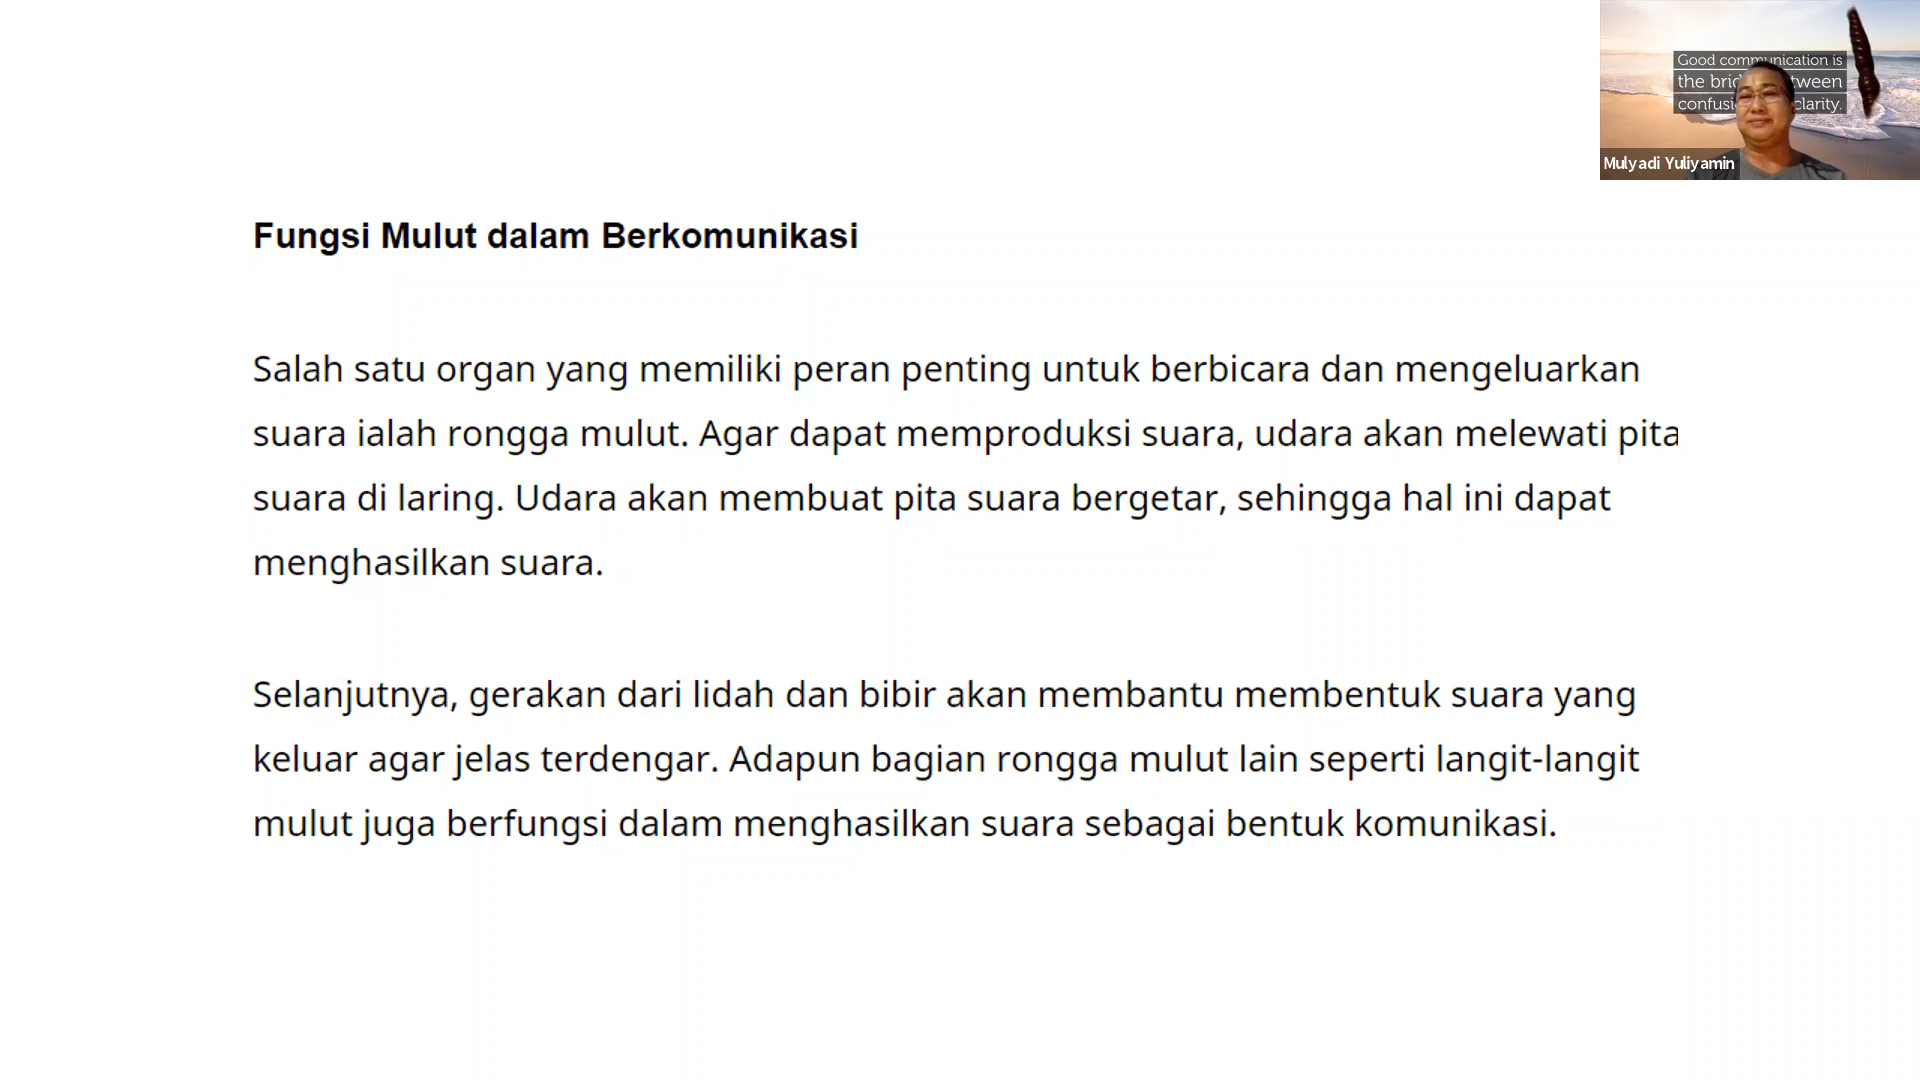 Good communication is
the between
clarity.
Mulyadi Yuliyamin
Fungsi Mulut dalam Berkomunikasi
Salah satu organ yang memiliki peran penting untuk berbicara dan mengeluarkan
suara ialah rongga mulut. Agar dapat memproduksi suara, udara akan melewati pita
suara di laring. Udara akan membuat pita suara bergetar, sehingga hal ini dapat
menghasilkan suara.
Selanjutnya, gerakan dari lidah dan bibir akan membantu membentuk suara yang
keluar agar jelas terdengar. Adapun bagian rongga mulut lain seperti langit-langit
mulut juga berfungsi dalam menghasilkan suara sebagai bentuk komunikasi.